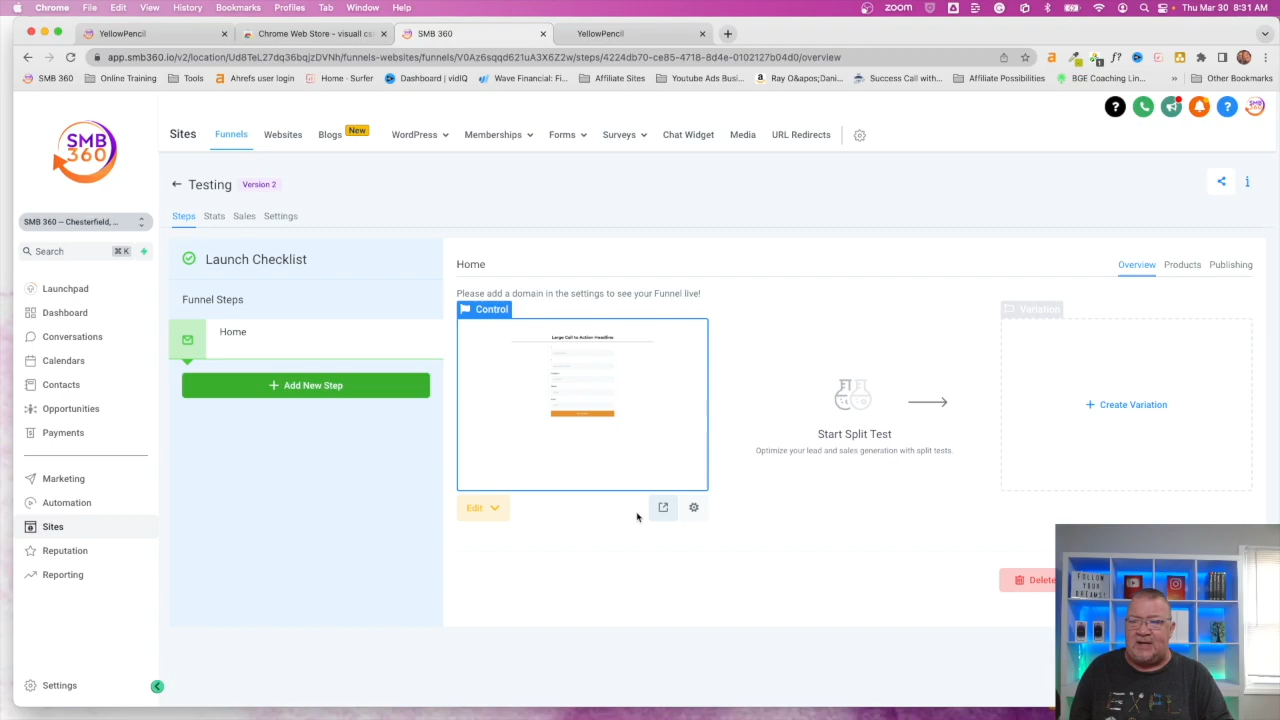 Chrome File Edit View History Bookmarks Profiles Tab Window Help zoom Thu Mar 30 8:31 AM
YellowPencil Chrome Web Store - visuall cs SMB 360 YellowPencil
app.smb360.io/v2/location/Ud7q36bqjzDVNh/funnels-websites/funnels/V0Az6sqqd621uA3X6Z2w/steps/4224db70-ce85-4718-8d4e-0102127b04d0/overview
SMB 360 Online Training Tools Ahrefs user login Home · Surfer Dashboard | vidIQ Wave Financial: Fi... Affiliate Sites Youtube Ads Busi... Ray O&apos;Dani... Success Call with... Affiliate Possibilities BGE Coaching Lin... » Other Bookmarks
SMB
360
Sites Funnels Websites Blogs New WordPress Memberships Forms Surveys Chat Widget Media URL Redirects
Testing Version 2
SMB 360 -- Chesterfield, ...
Steps Stats Sales Settings
Search ⌘ K
Launchpad
Dashboard
Conversations
Calendars
Contacts
Opportunities
Payments
Marketing
Automation
Sites
Reputation
Reporting
Settings
Launch Checklist
Funnel Steps
Home
+ Add New Step
Home
Overview Products Publishing
Please add a domain in the settings to see your Funnel live!
Control
Large Call to Action Headline
Edit
Start Split Test
Optimize your lead and sales generation with split tests.
Variation
+ Create Variation
Delete
FOLLOW
YOUR
DREAMS!